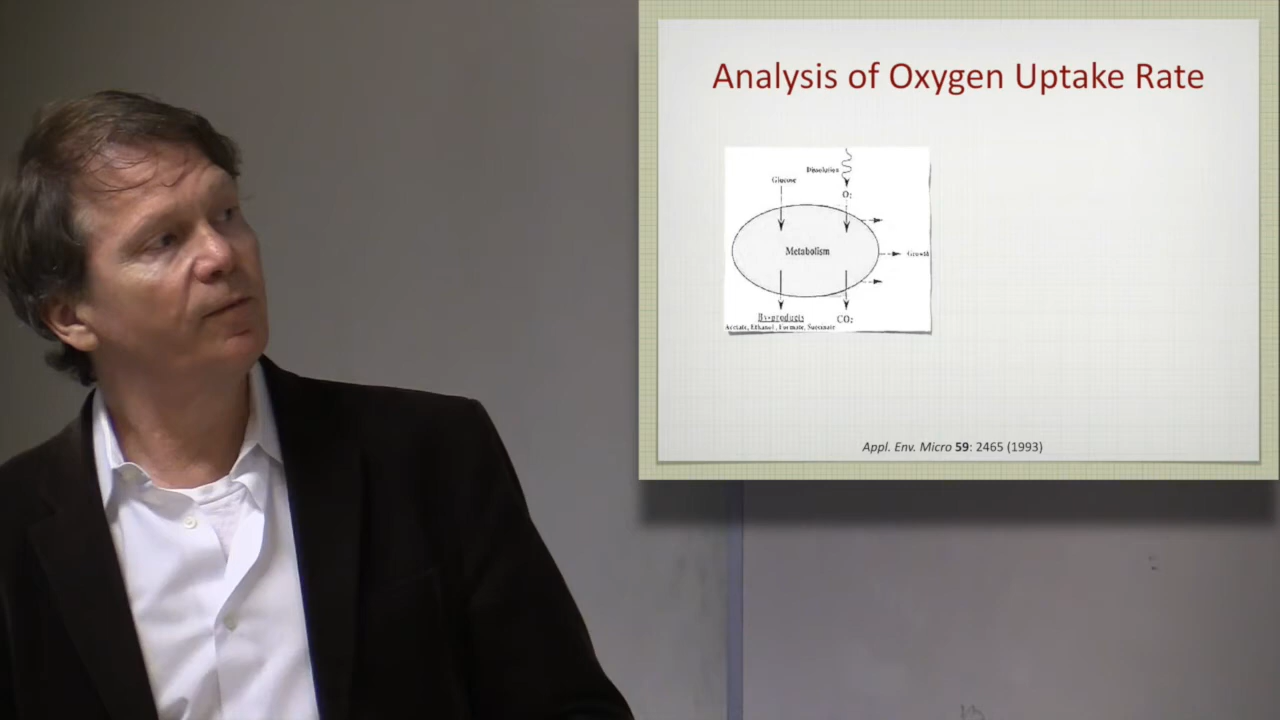 Analysis of Oxygen Uptake Rate
Dissolution
Glucose
O₂
Metabolism
Growth
By-products
CO₂
Acetate, Ethanol, Formate, Succinate
Appl. Env. Micro 59: 2465 (1993)